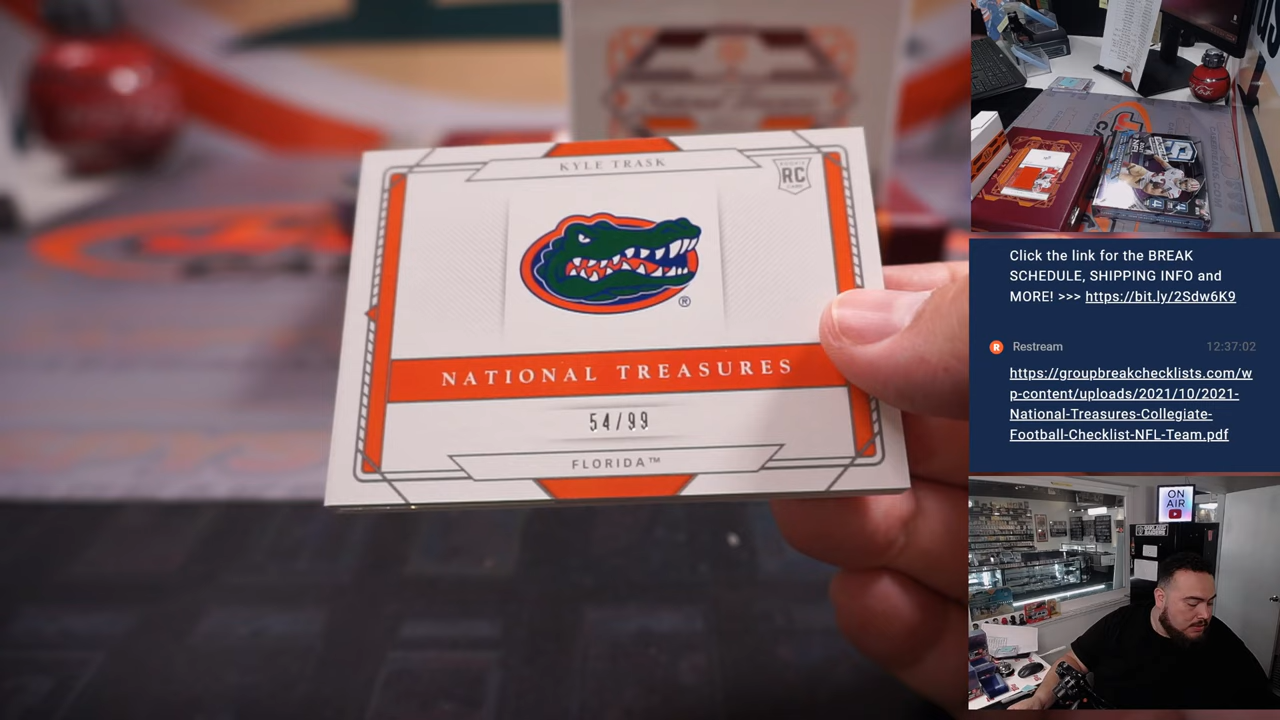 KYLE TRASK
ROOKIE
RC
CARD
®
NATIONAL TREASURES
54/99
FLORIDA™
Click the link for the BREAK
SCHEDULE, SHIPPING INFO and
MORE! >>> https://bit.ly/2Sdw6K9
R Restream 12:37:02
https://groupbreakchecklists.com/w
p-content/uploads/2021/10/2021-
National-Treasures-Collegiate-
Football-Checklist-NFL-Team.pdf
ON
AIR